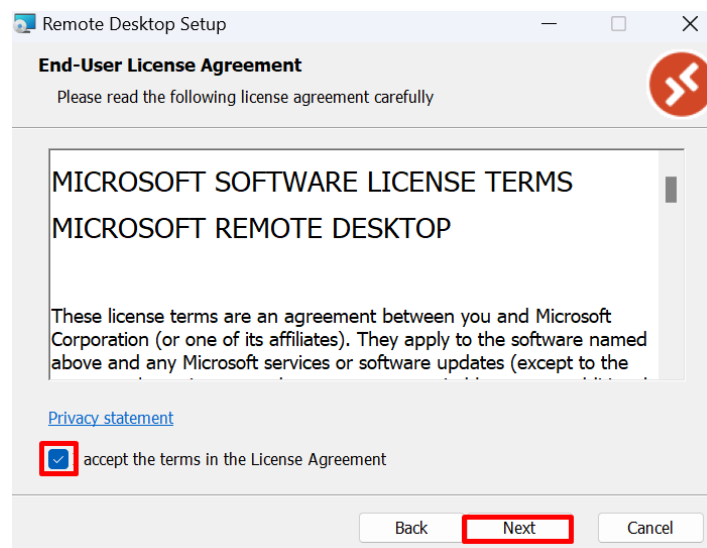 Remote Desktop Setup
End-User License Agreement
Please read the following license agreement carefully
MICROSOFT SOFTWARE LICENSE TERMS
MICROSOFT REMOTE DESKTOP
These license terms are an agreement between you and Microsoft
Corporation (or one of its affiliates). They apply to the software named
above and any Microsoft services or software updates (except to the
Privacy statement
accept the terms in the License Agreement
Back Next Cancel